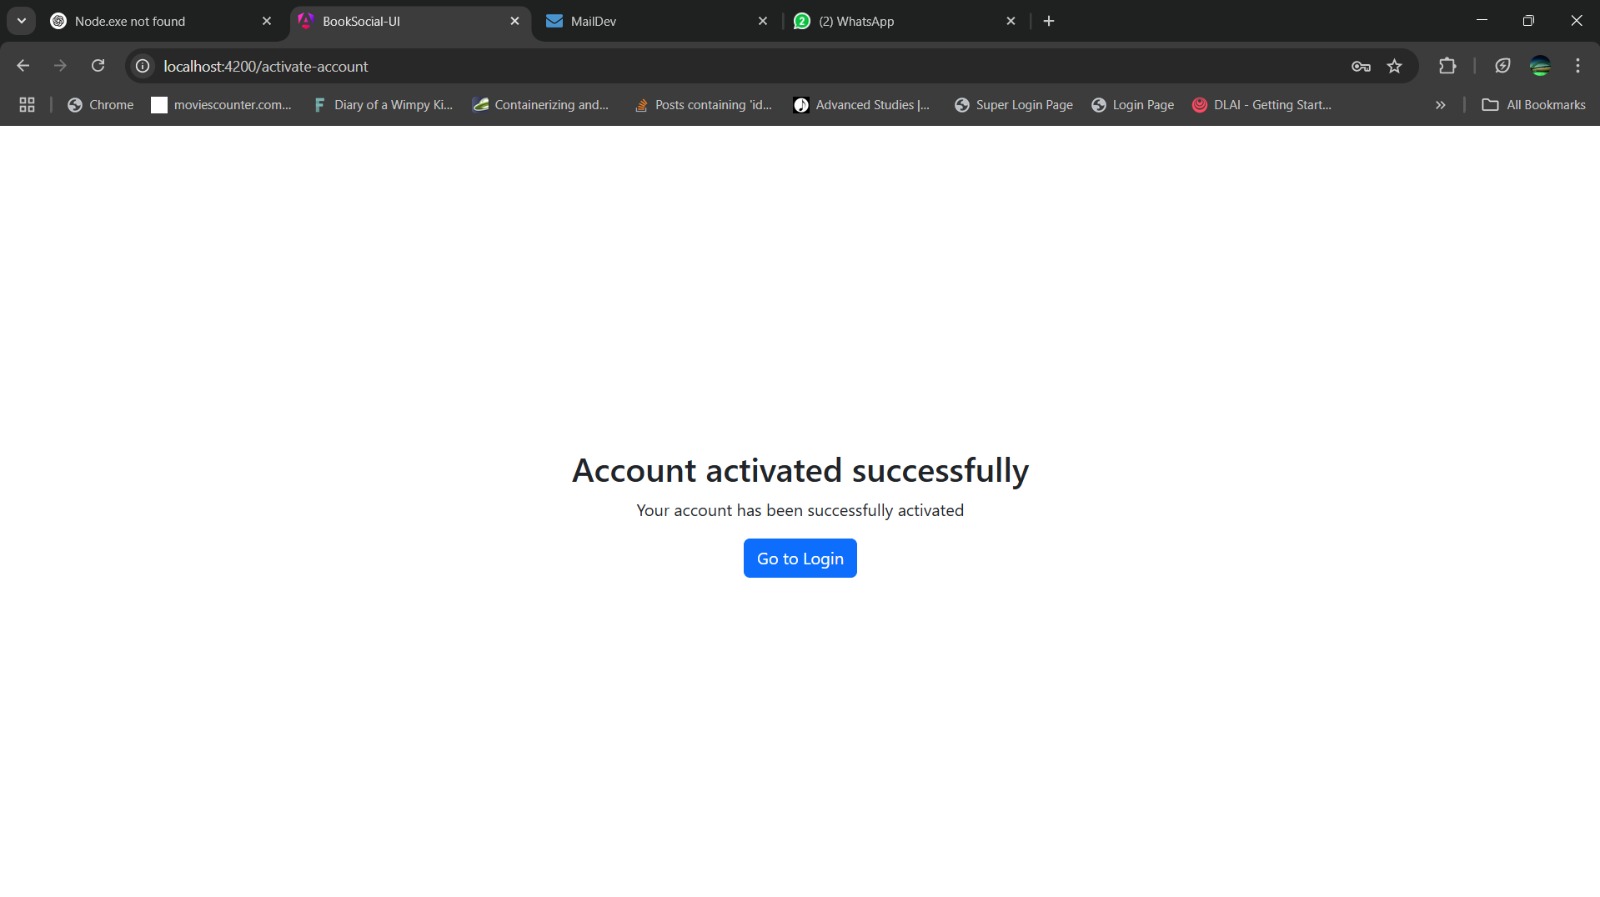 Node.exe not found
BookSocial-UI
MailDev
(2) WhatsApp
localhost:4200/activate-account
Chrome
moviescounter.com...
Diary of a Wimpy Ki...
Containerizing and...
Posts containing 'id...
Advanced Studies |...
Super Login Page
Login Page
DLAI - Getting Start...
All Bookmarks
Account activated successfully
Your account has been successfully activated
Go to Login